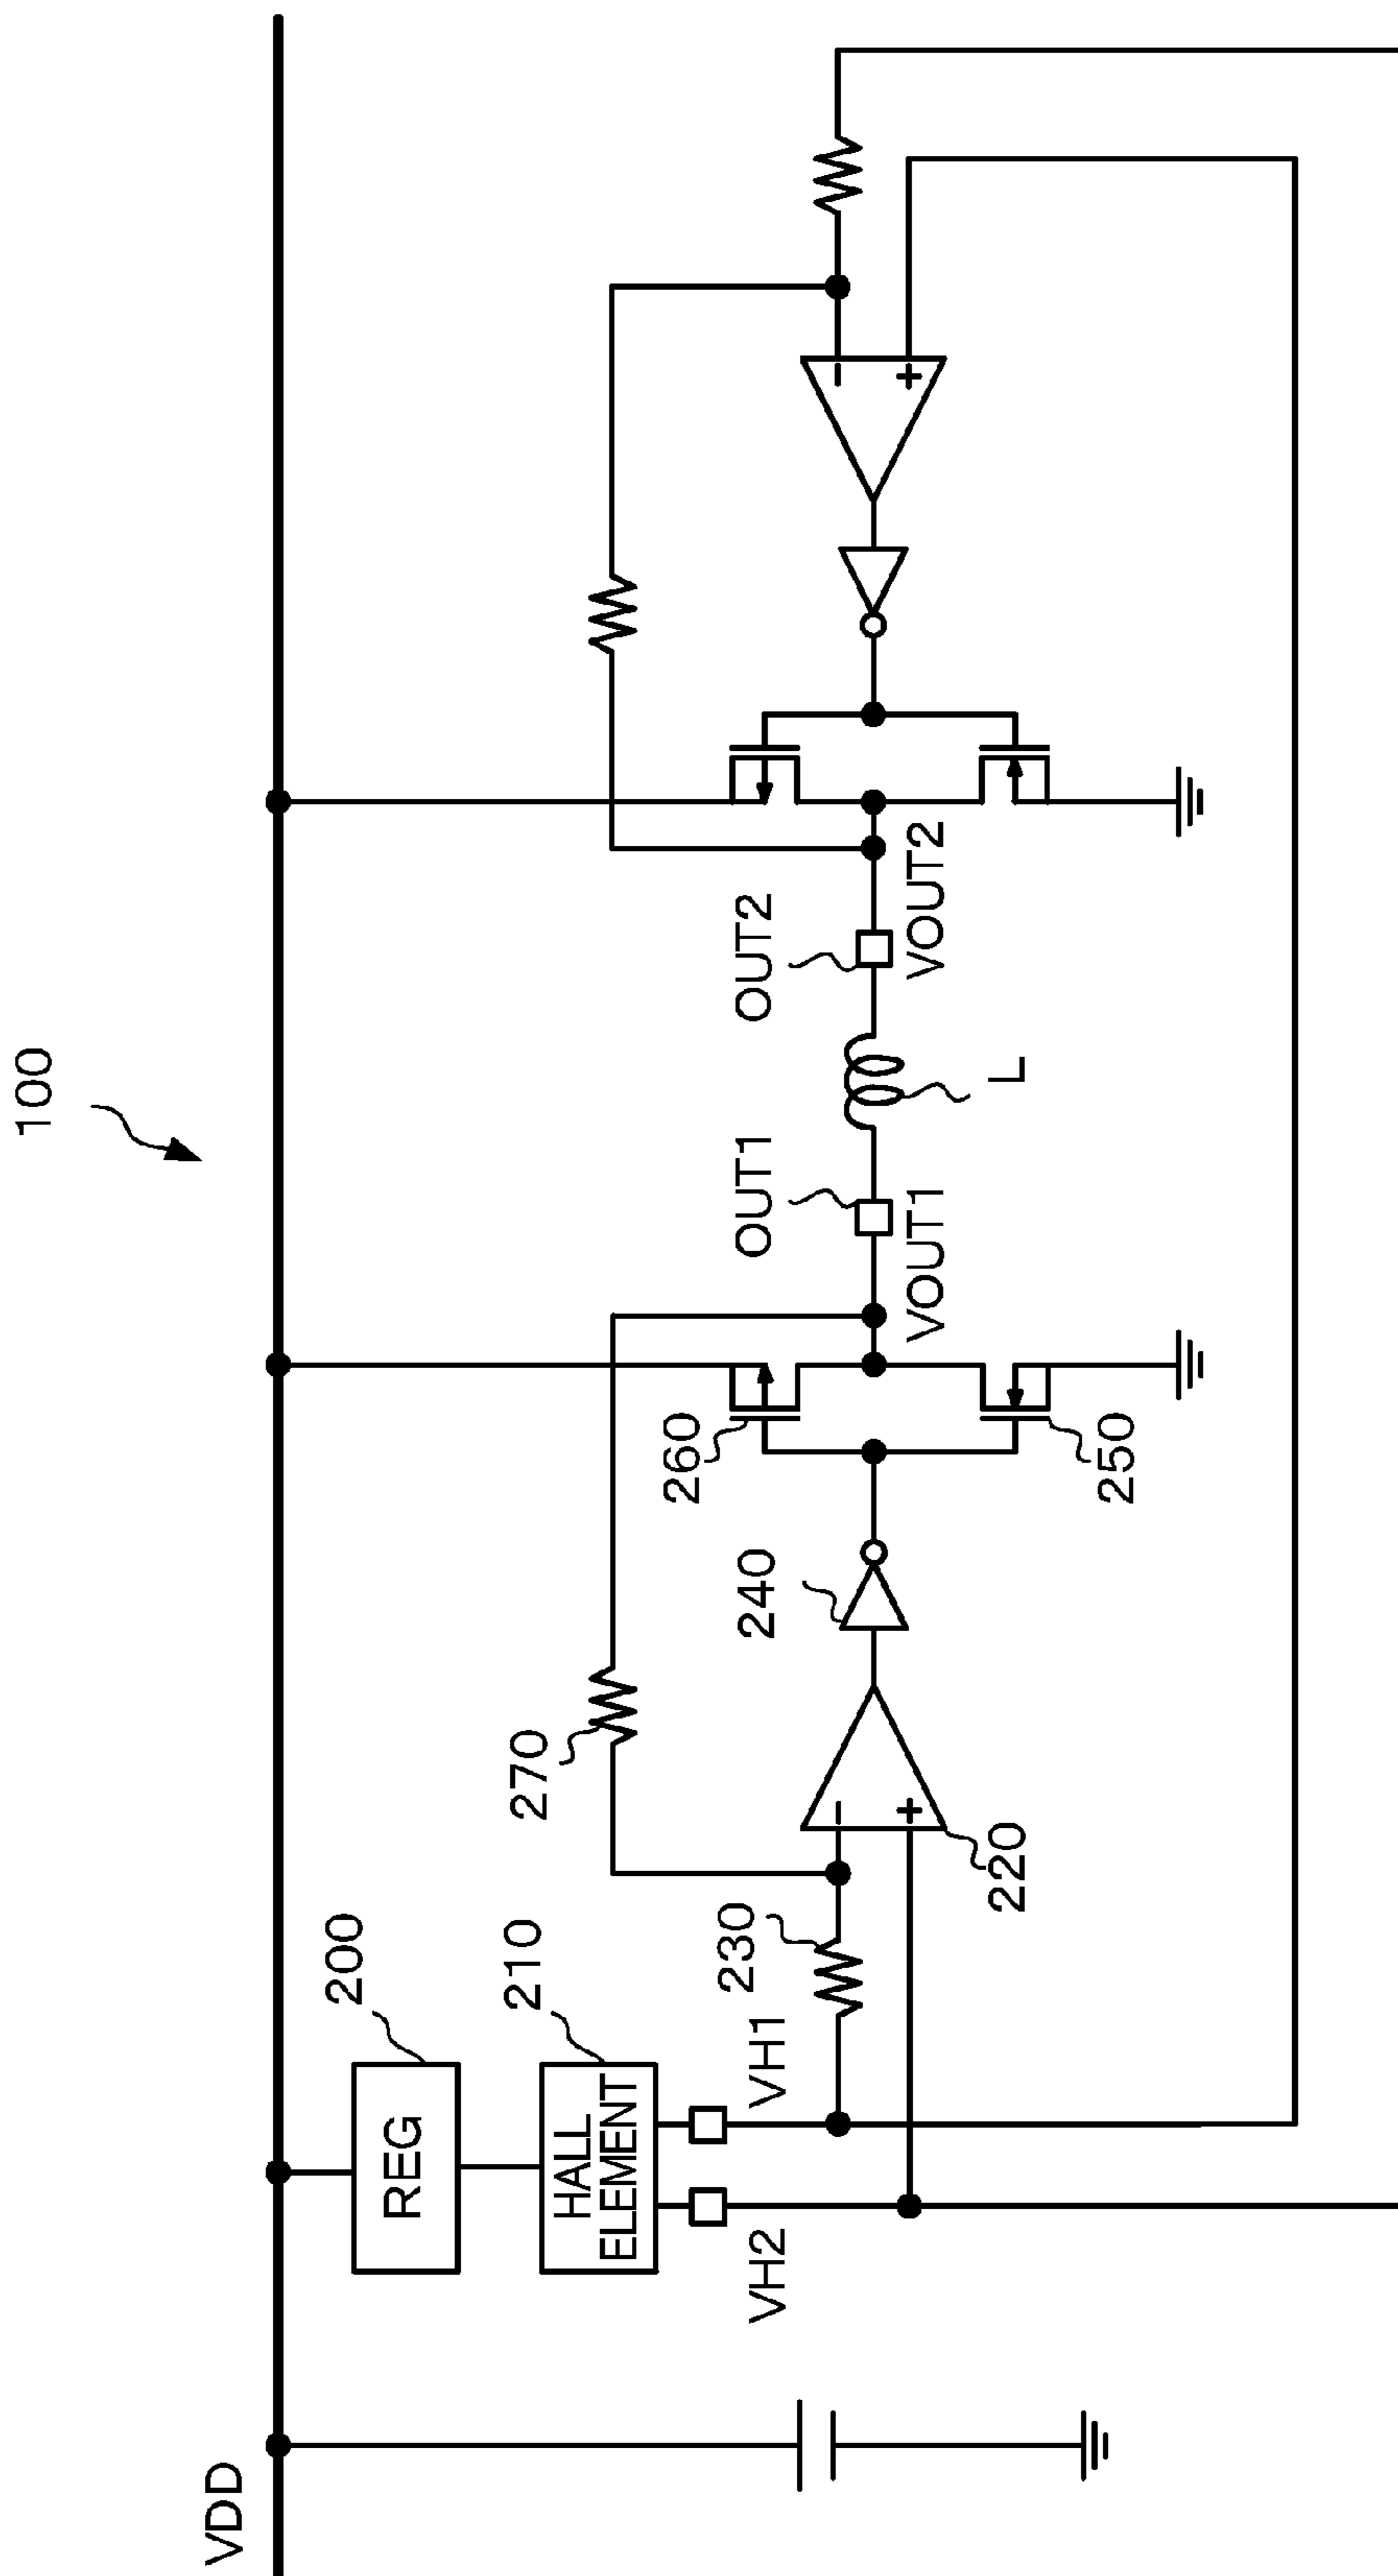 100
VDD
REG
200
HALL
ELEMENT
210
VH1
VH2
230
220
270
240
260
250
OUT1
VOUT1
L
OUT2
VOUT2
−
+
−
+